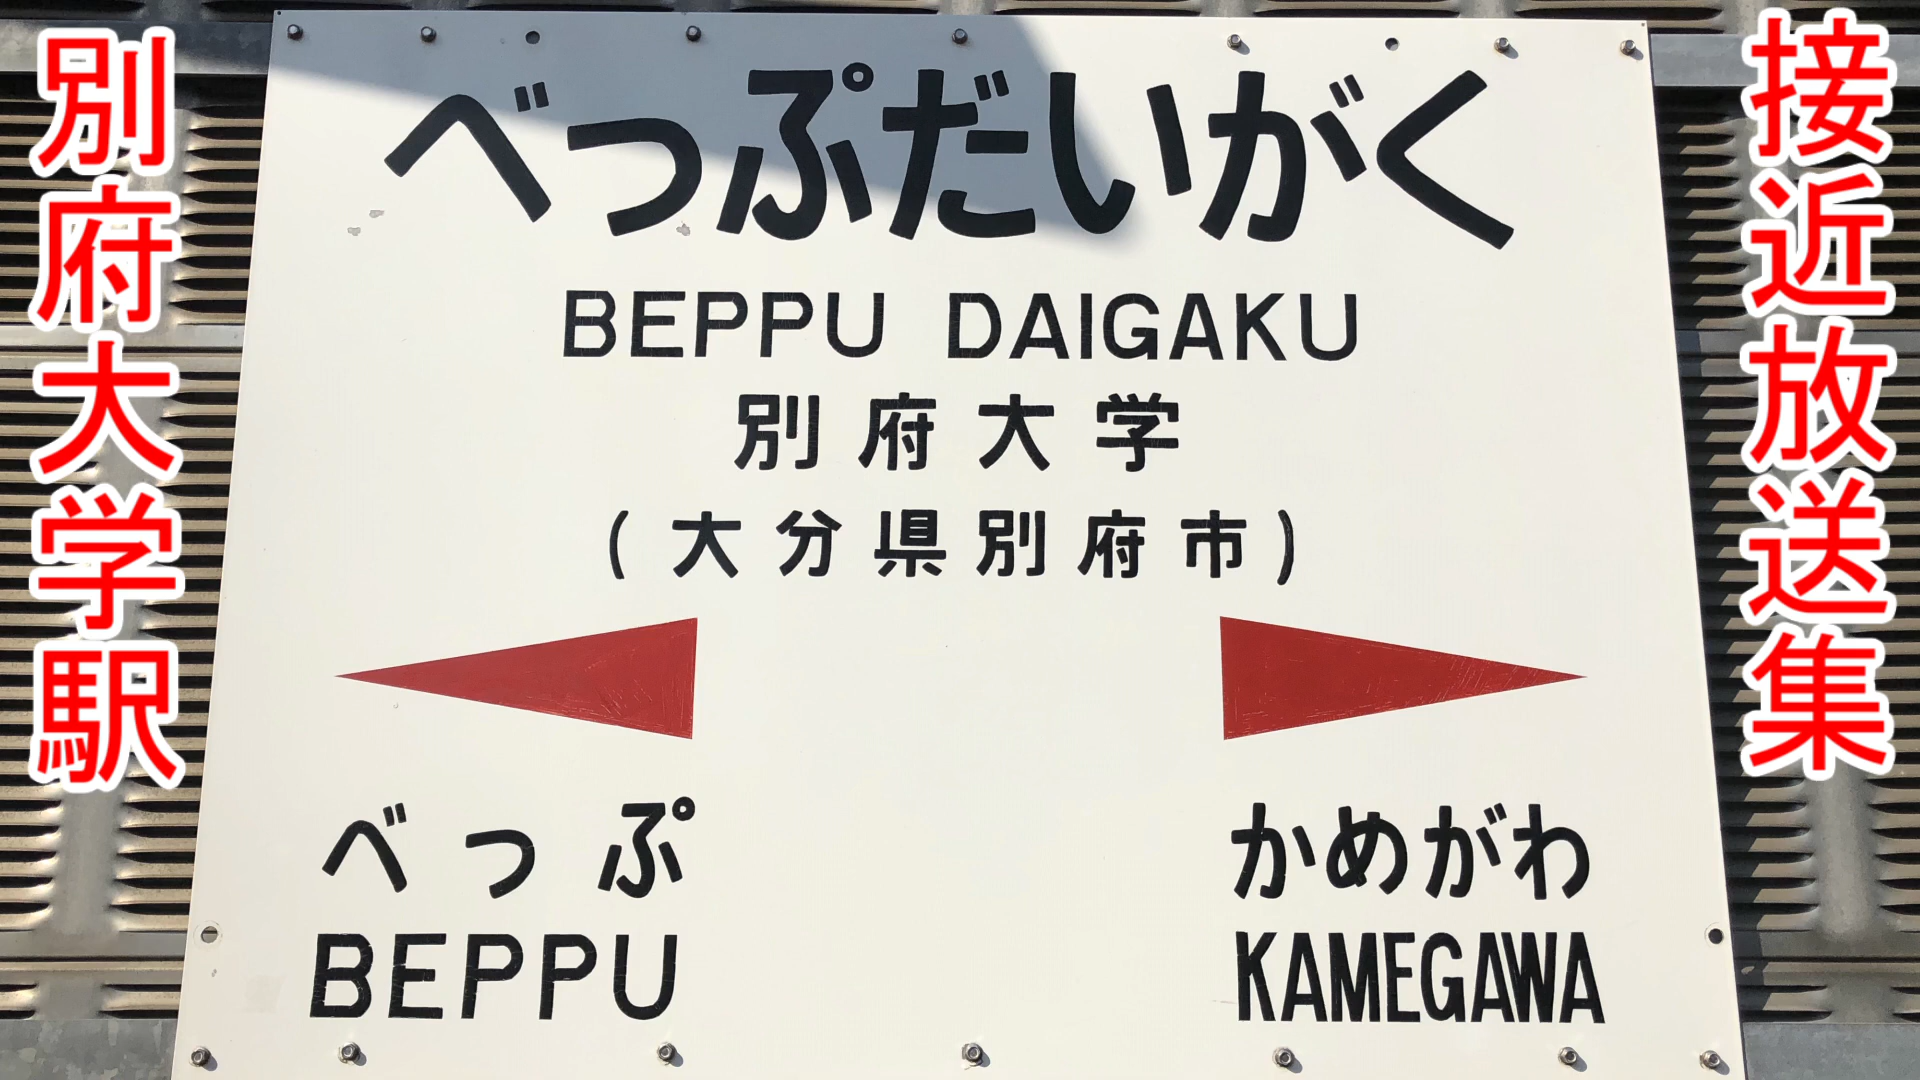 別府大学駅
接近放送集
べっぷだいがく
BEPPU DAIGAKU
別府大学
(大分県別府市)
べっぷ
BEPPU
かめがわ
KAMEGAWA